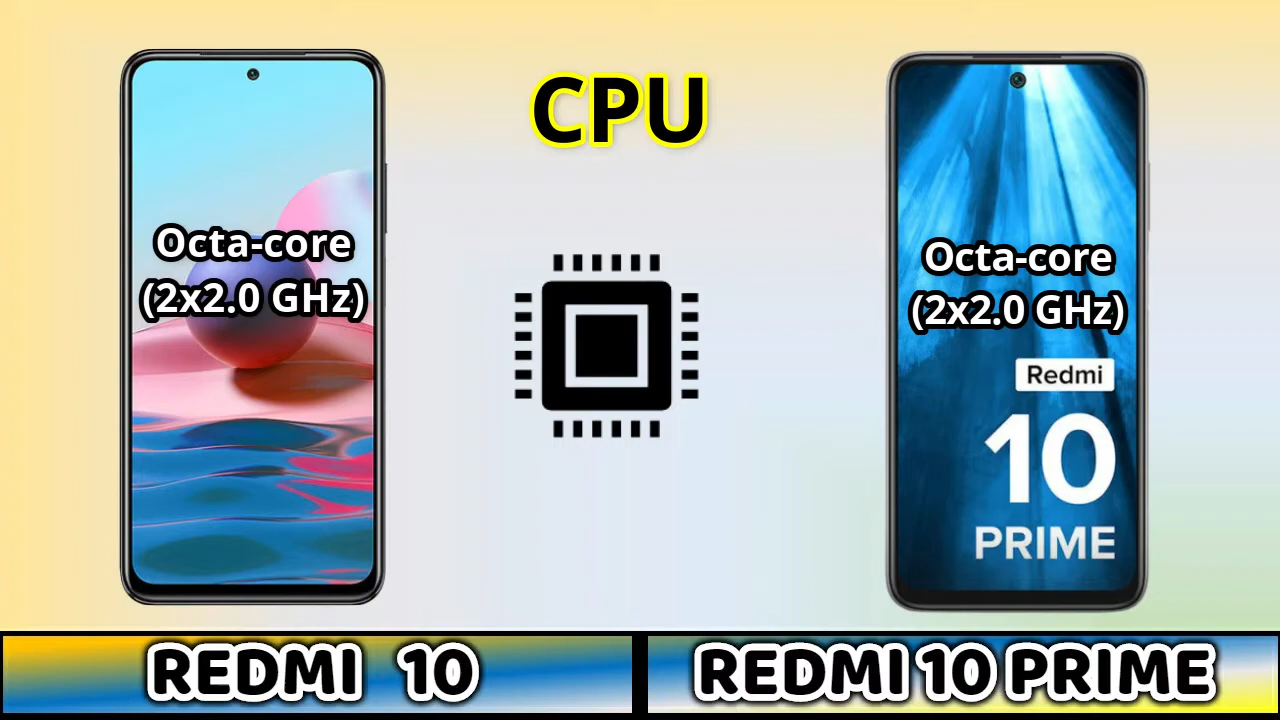 CPU
Octa-core
(2x2.0 GHz)
Octa-core
(2x2.0 GHz)
Redmi
10
PRIME
REDMI 10
REDMI 10 PRIME